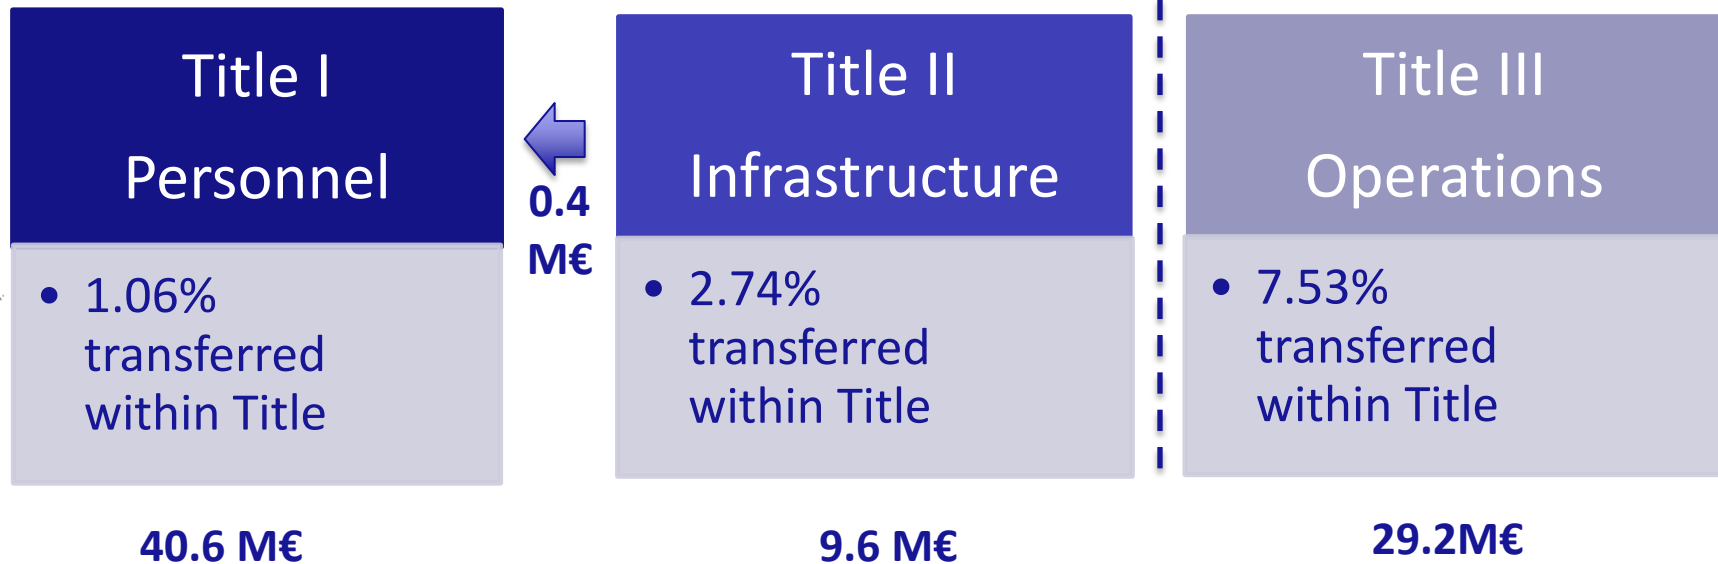 Title I
Personnel
• 1.06%
transferred
within Title
40.6 M€
0.4
M€
Title II
Infrastructure
• 2.74%
transferred
within Title
9.6 M€
Title III
Operations
• 7.53%
transferred
within Title
29.2M€